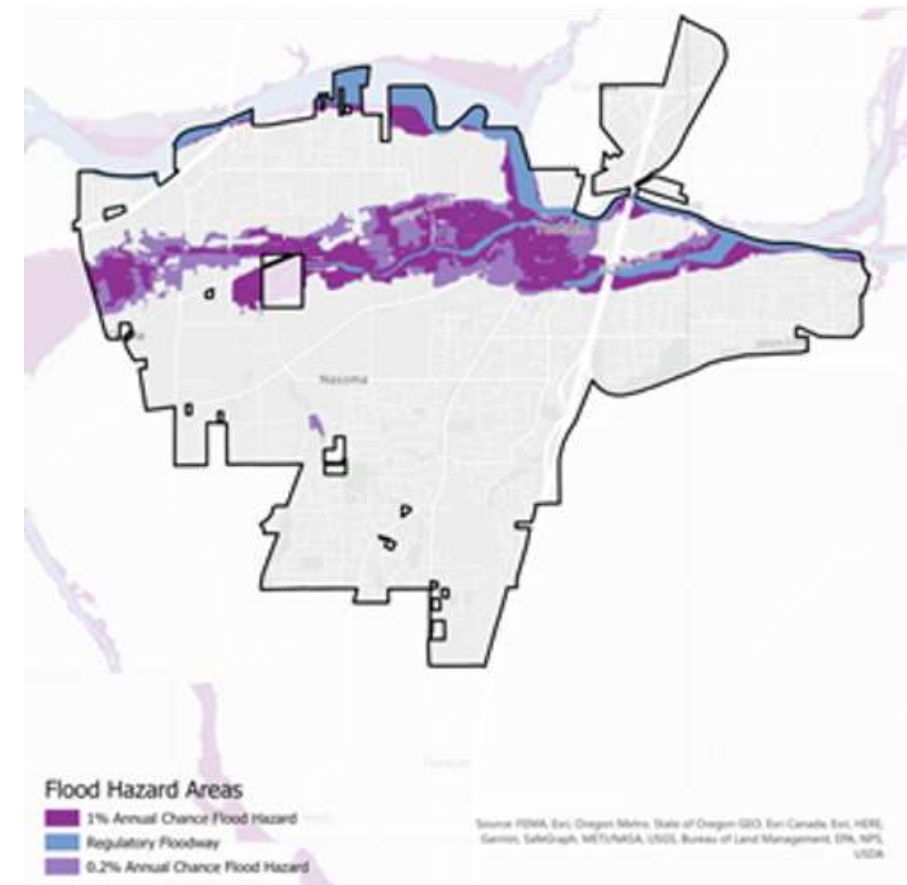 Nasoma
Flood Hazard Areas
1% Annual Chance Flood Hazard
Regulatory Floodway
0.2% Annual Chance Flood Hazard
Source: FEMA, Esri, Oregon Metro, State of Oregon GEO, Esri Canada, Esri, HERE,
Garmin, SafeGraph, METI/NASA, USGS, Bureau of Land Management, EPA, NPS,
USDA